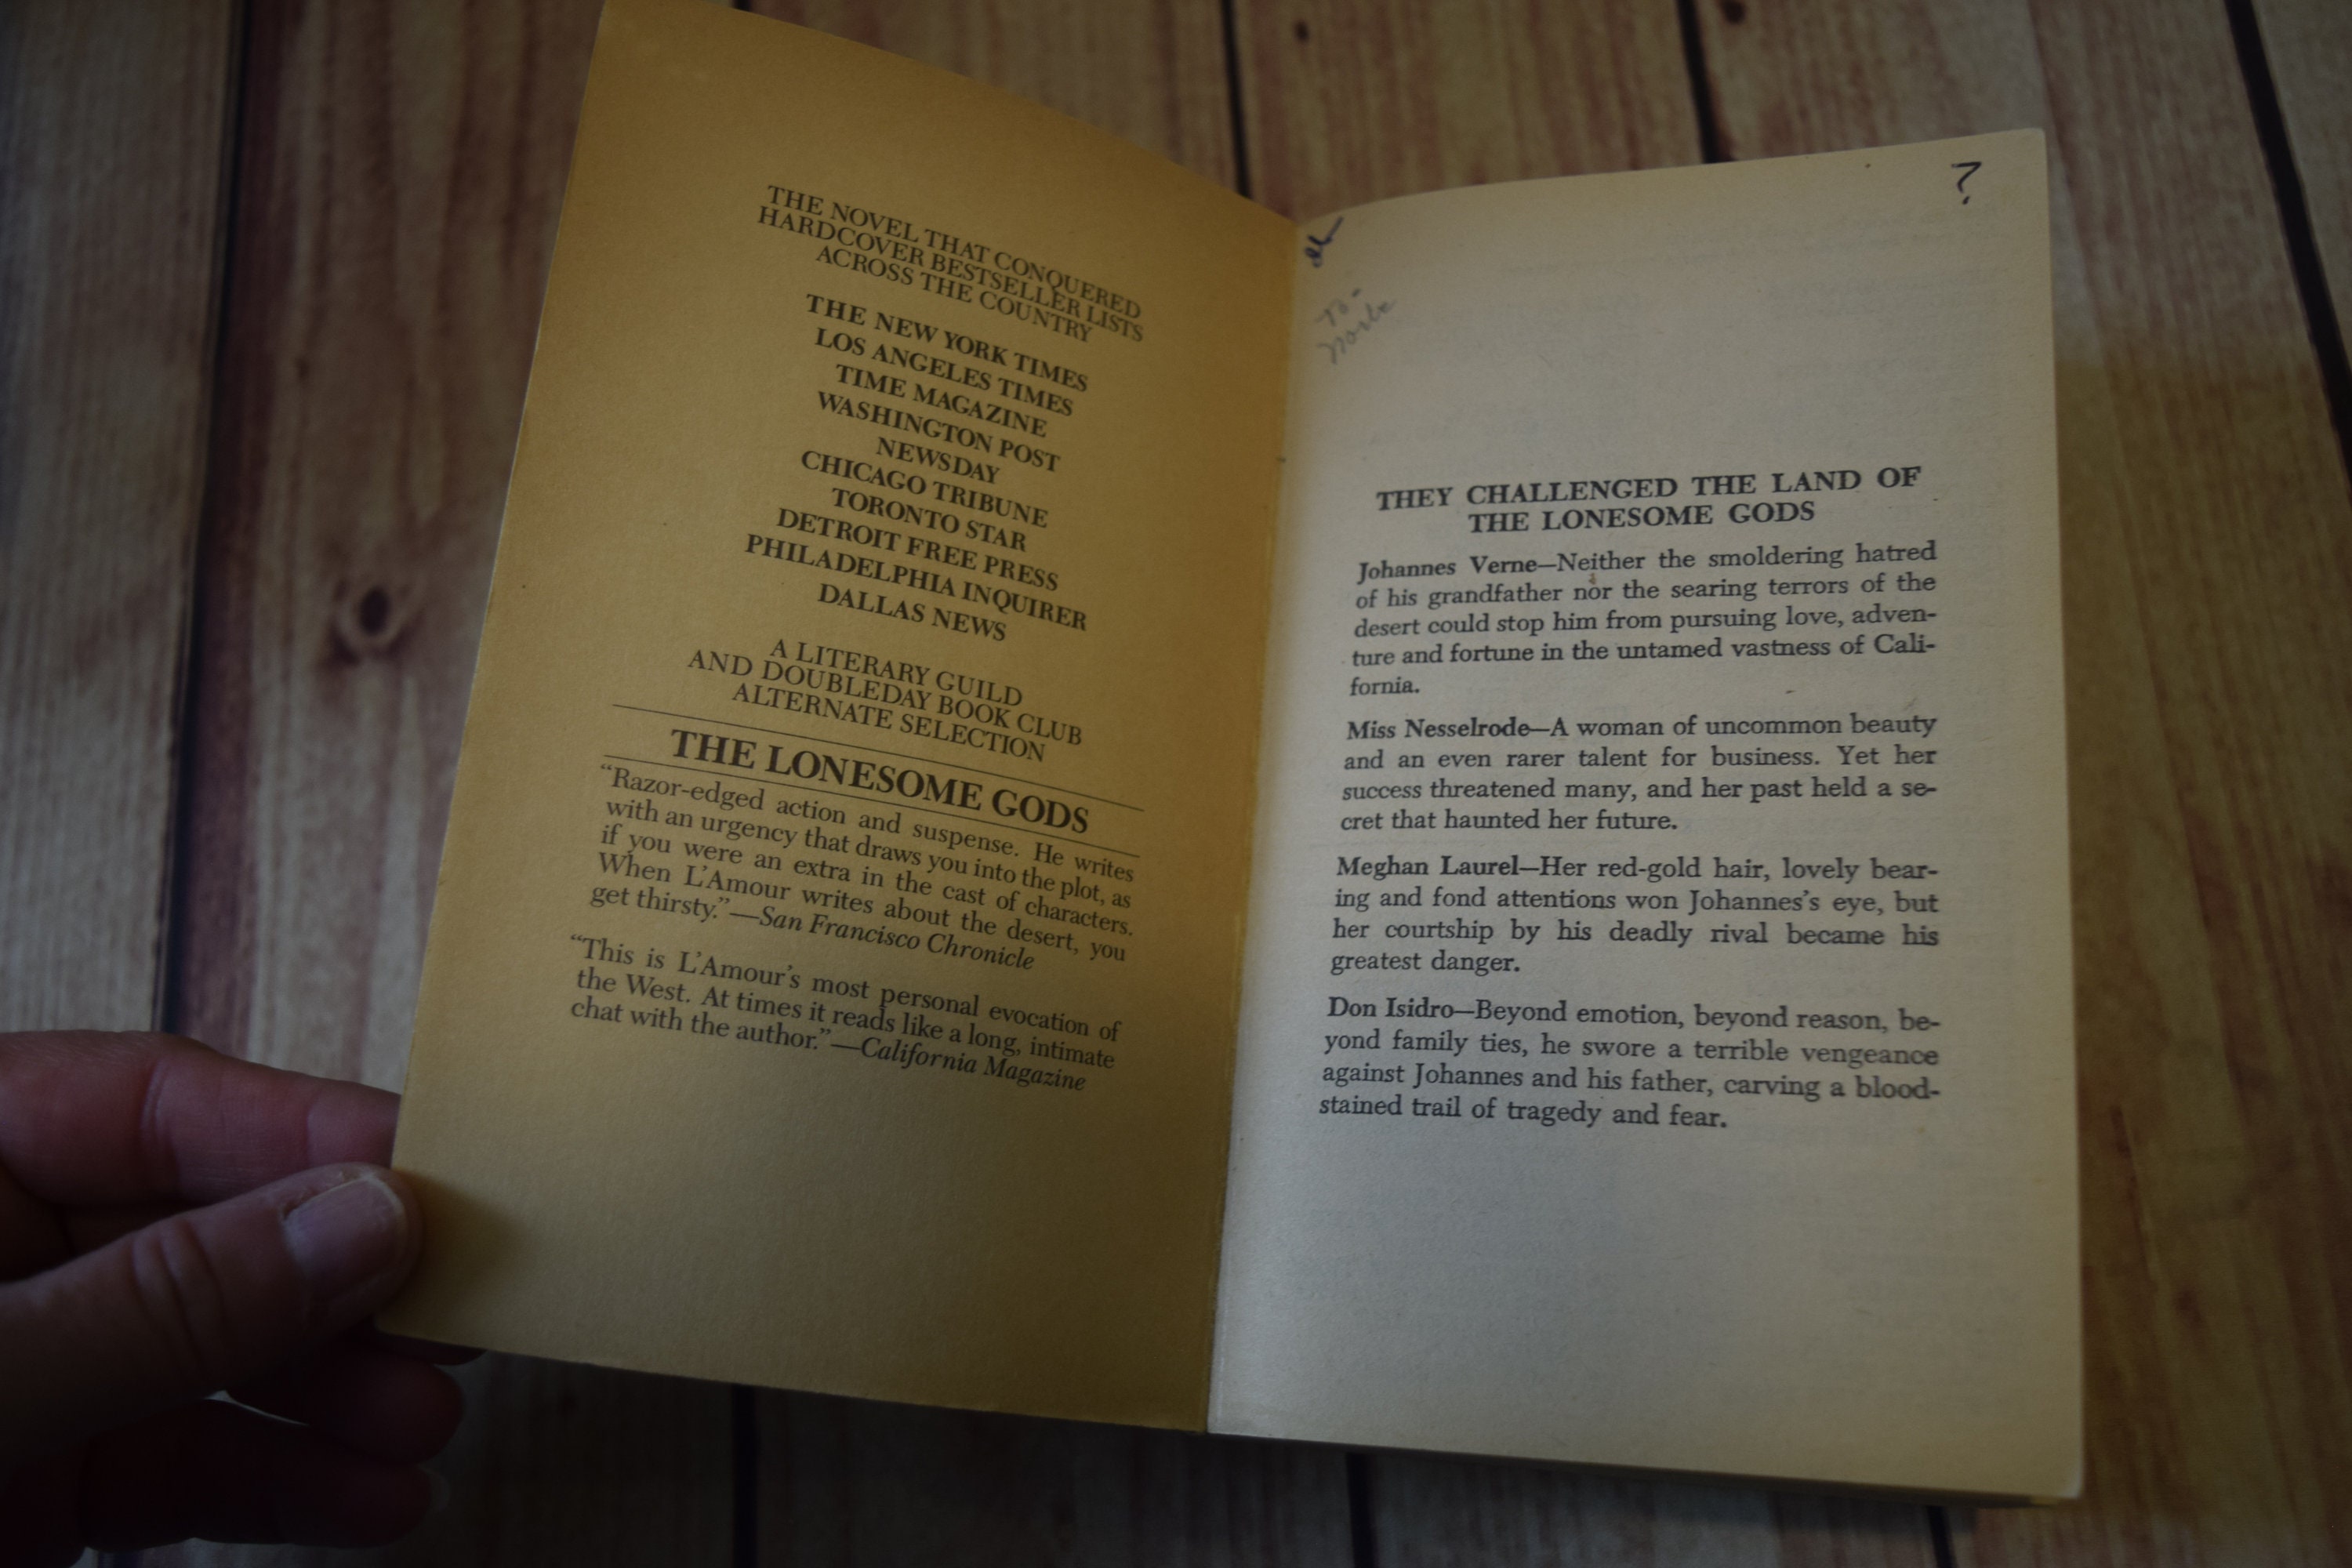 THE NOVEL THAT CONQUERED
HARDCOVER BESTSELLER LISTS
ACROSS THE COUNTRY
THE NEW YORK TIMES
LOS ANGELES TIMES
TIME MAGAZINE
WASHINGTON POST
NEWSDAY
CHICAGO TRIBUNE
TORONTO STAR
DETROIT FREE PRESS
PHILADELPHIA INQUIRER
DALLAS NEWS
A LITERARY GUILD
AND DOUBLEDAY BOOK CLUB
ALTERNATE SELECTION
THE LONESOME GODS
“Razor-edged action and suspense. He writes
with an urgency that draws you into the plot, as
if you were an extra in the cast of characters.
When L’Amour writes about the desert, you
get thirsty.”—San Francisco Chronicle
“This is L’Amour’s most personal evocation of
the West. At times it reads like a long, intimate
chat with the author.”—California Magazine
?
To-
THEY CHALLENGED THE LAND OF
THE LONESOME GODS
Johannes Verne—Neither the smoldering hatred
of his grandfather nor the searing terrors of the
desert could stop him from pursuing love, adven-
ture and fortune in the untamed vastness of Cali-
fornia.
Miss Nesselrode—A woman of uncommon beauty
and an even rarer talent for business. Yet her
success threatened many, and her past held a se-
cret that haunted her future.
Meghan Laurel—Her red-gold hair, lovely bear-
ing and fond attentions won Johannes’s eye, but
her courtship by his deadly rival became his
greatest danger.
Don Isidro—Beyond emotion, beyond reason, be-
yond family ties, he swore a terrible vengeance
against Johannes and his father, carving a blood-
stained trail of tragedy and fear.